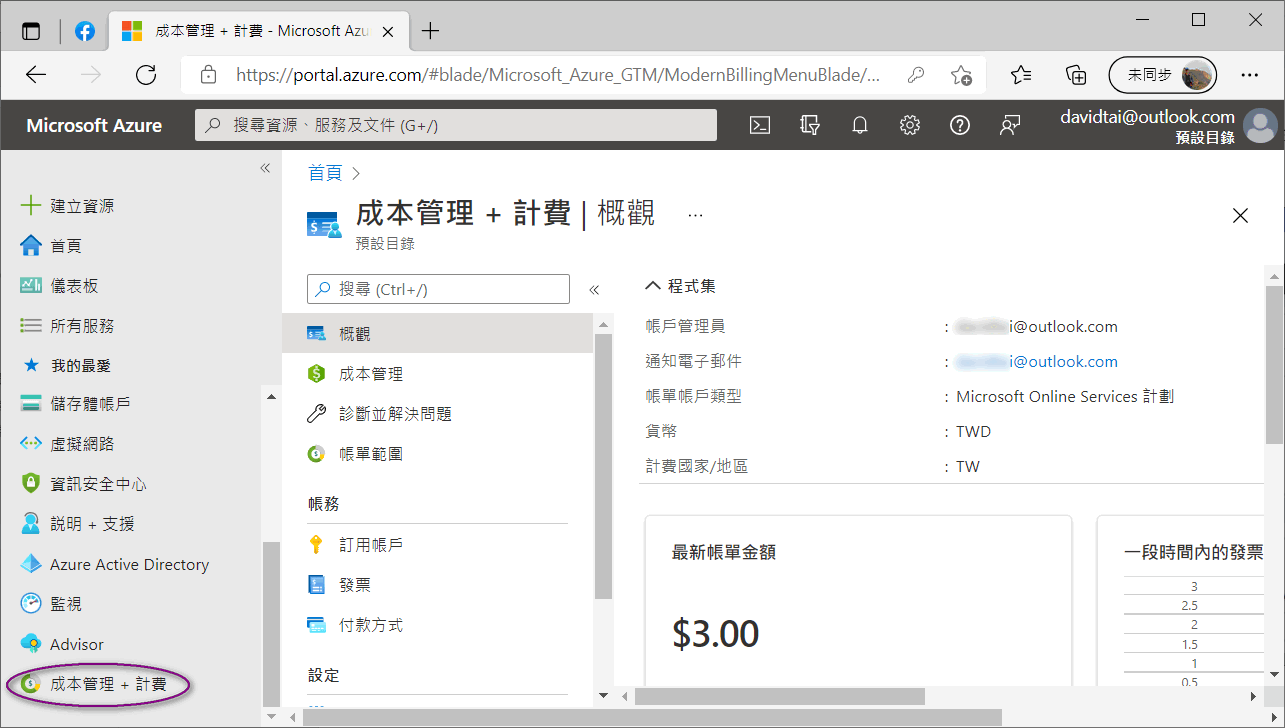 成本管理 + 計費 - Microsoft Azu
https://portal.azure.com/#blade/Microsoft_Azure_GTM/ModernBillingMenuBlade/...
未同步
Microsoft Azure
搜尋資源、服務及文件 (G+/)
davidtai@outlook.com
預設目錄
建立資源
首頁
儀表板
所有服務
我的最愛
儲存體帳戶
虛擬網路
資訊安全中心
説明 + 支援
Azure Active Directory
監視
Advisor
成本管理 + 計費
首頁
成本管理 + 計費 | 概觀 ...
預設目錄
搜尋 (Ctrl+/)
概觀
成本管理
診斷並解決問題
帳單範圍
帳務
訂用帳戶
發票
付款方式
設定
程式集
帳戶管理員 : i@outlook.com
通知電子郵件 : i@outlook.com
帳單帳戶類型 : Microsoft Online Services 計劃
貨幣 : TWD
計費國家/地區 : TW
最新帳單金額
$3.00
一段時間內的發票
3
2.5
2
1.5
1
0.5